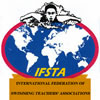 IFSTA
INTERNATIONAL FEDERATION OF
SWIMMING TEACHERS' ASSOCIATIONS